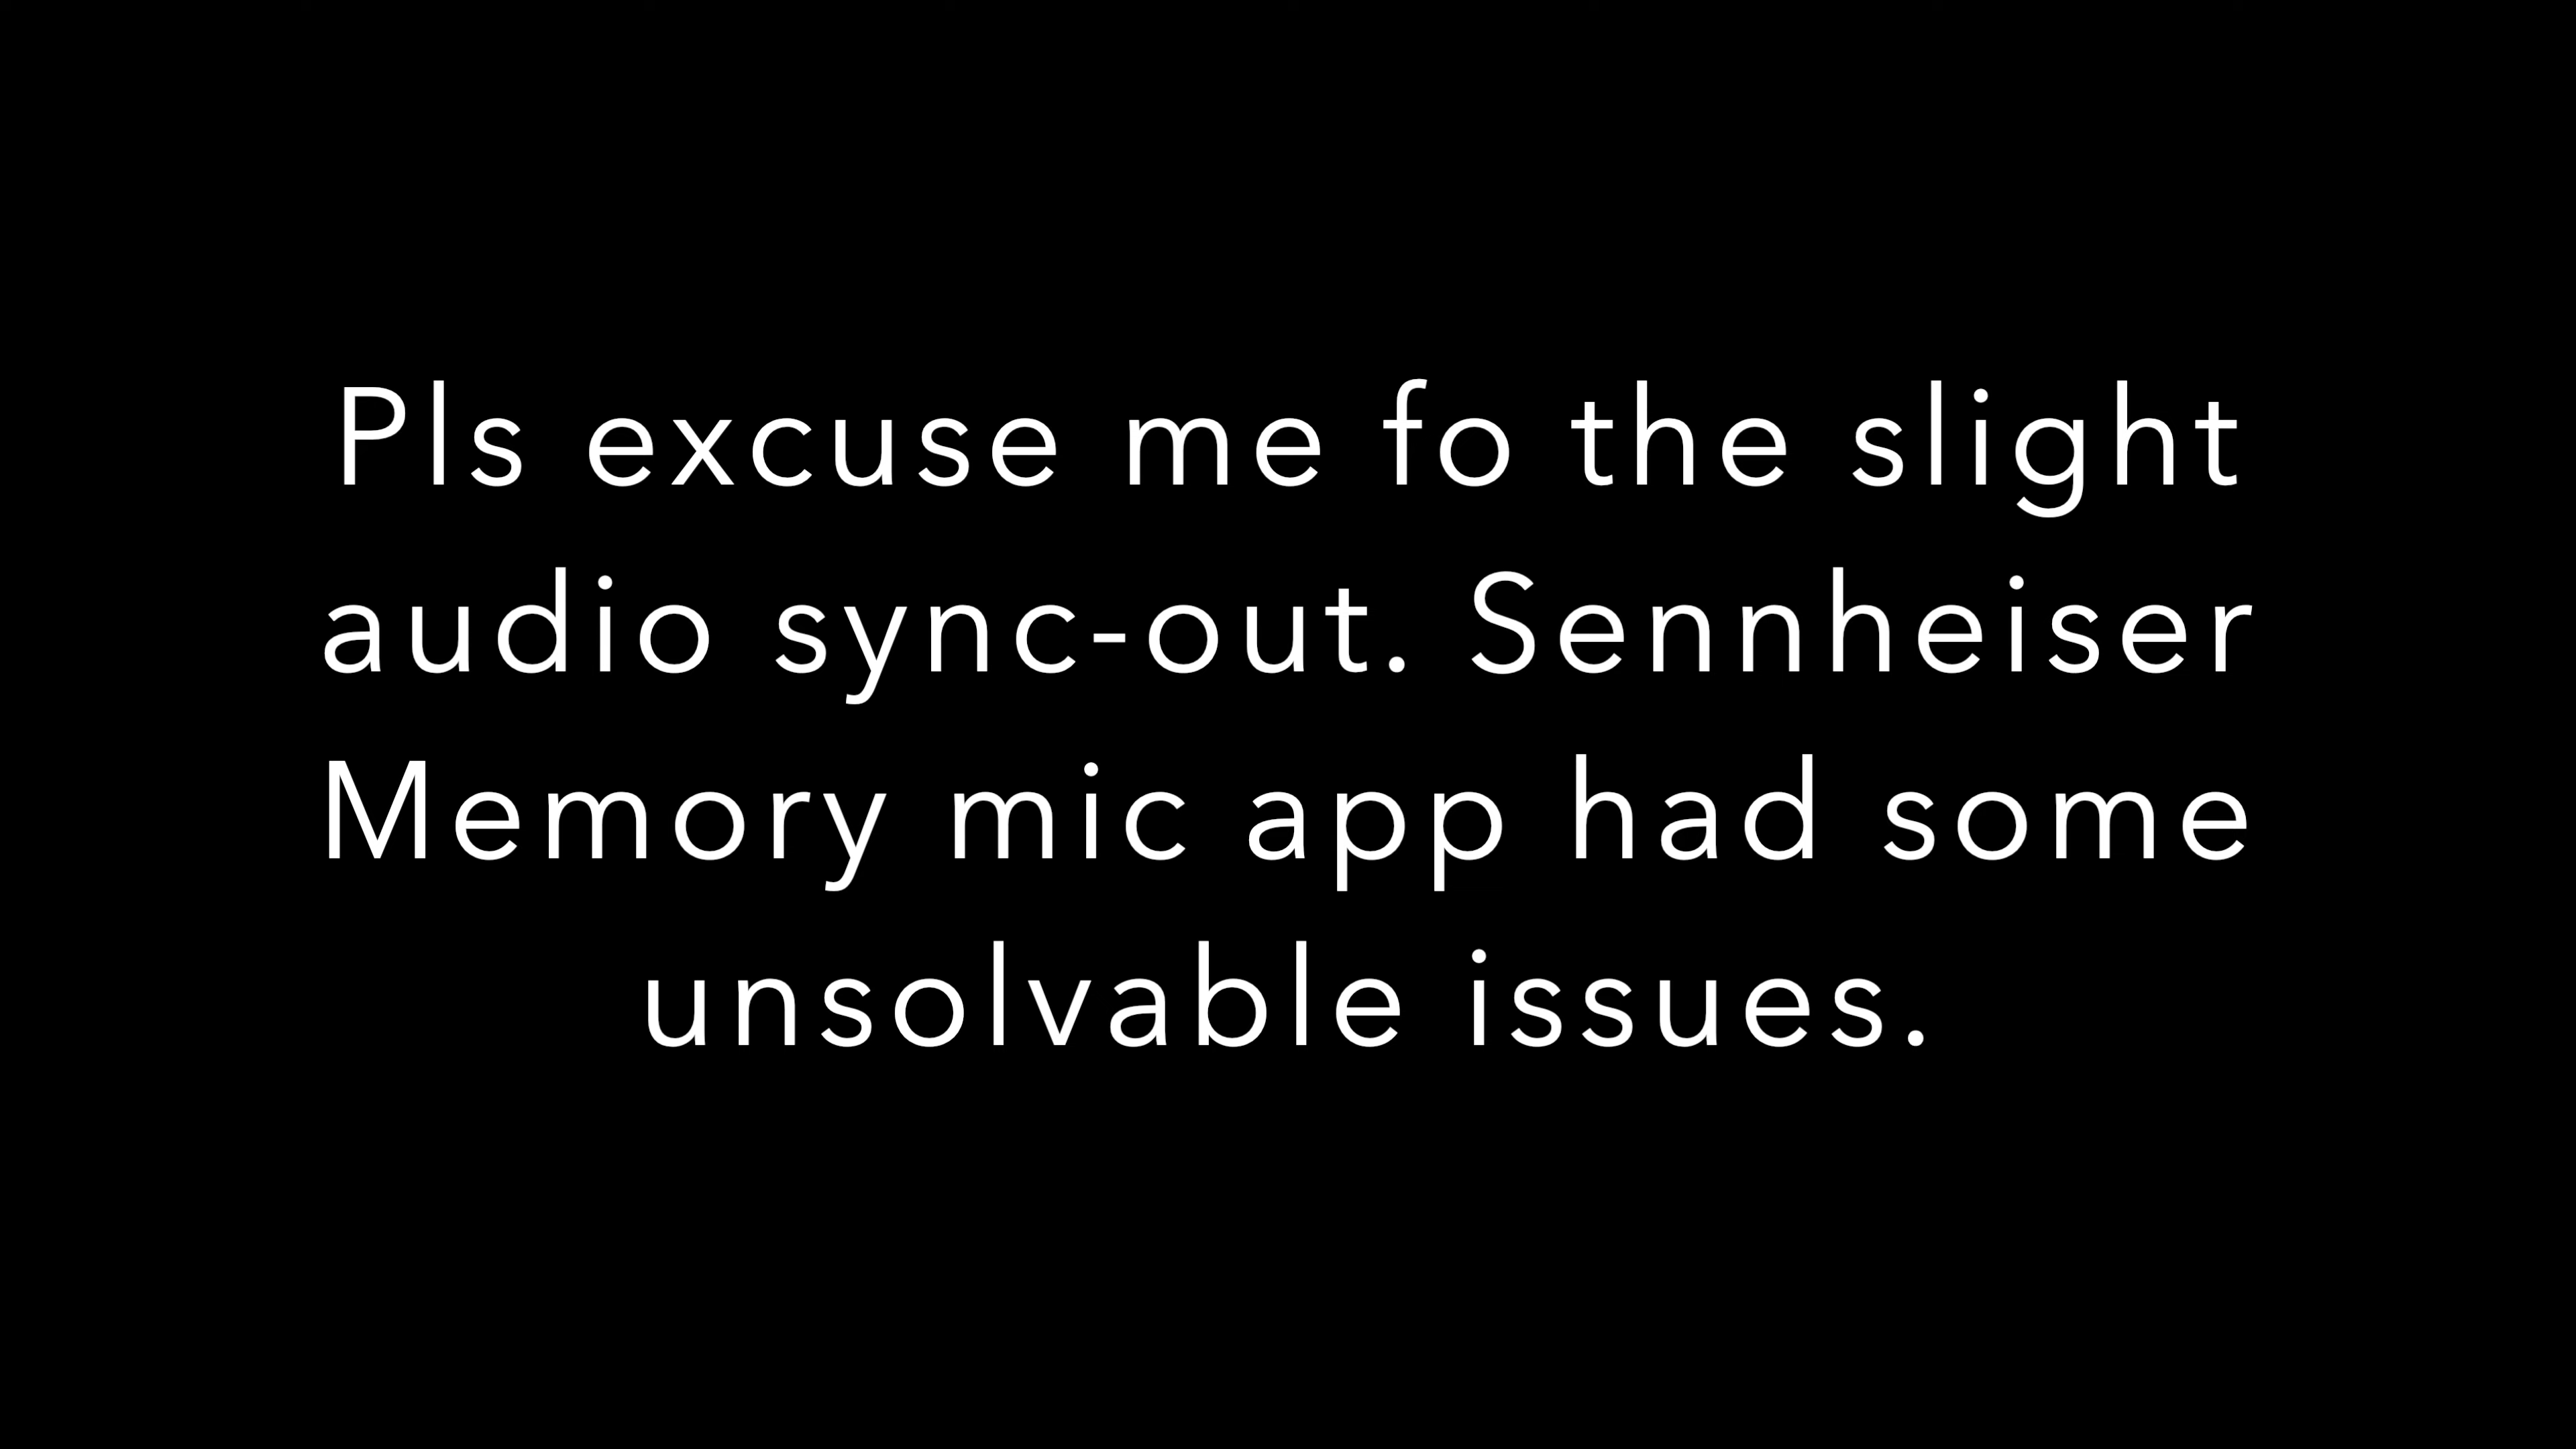 Pls excuse me fo the slight
audio sync-out. Sennheiser
Memory mic app had some
unsolvable issues.